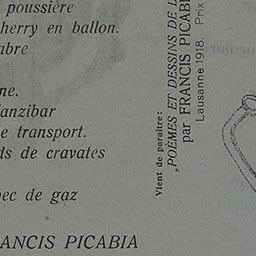 poussière
herry en ballon.
abre
ne.
anzibar
e transport.
ds de cravates
bec de gaz
ANCIS PICABIA
Vient de paraître:
„POÈMES ET DESSINS DE L
par FRANCIS PICABI
Lausanne 1918. Prix